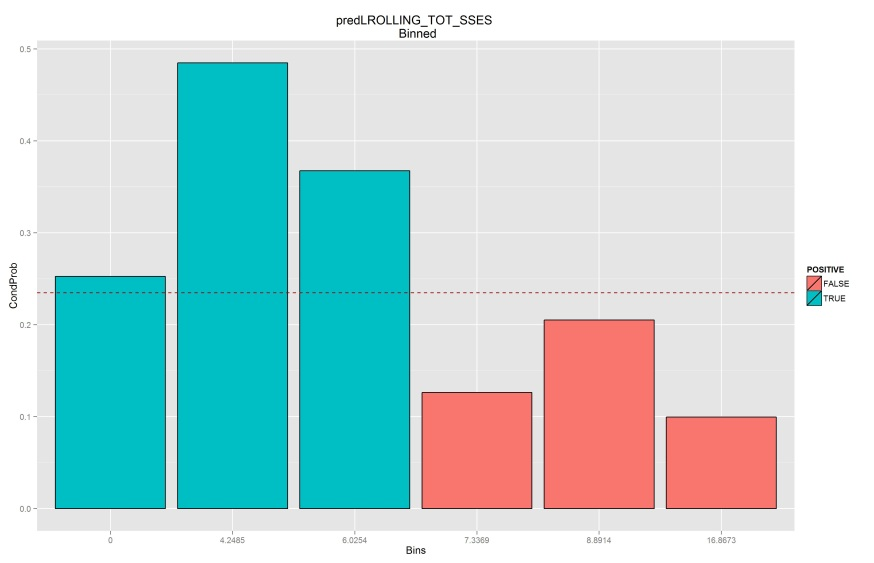 predLROLLING_TOT_SSES
Binned
0.5
0.4
0.3
0.2
0.1
0.0
CondProb
0 4.2485 6.0254 7.3369 8.8914 16.8673
Bins
POSITIVE
FALSE
TRUE